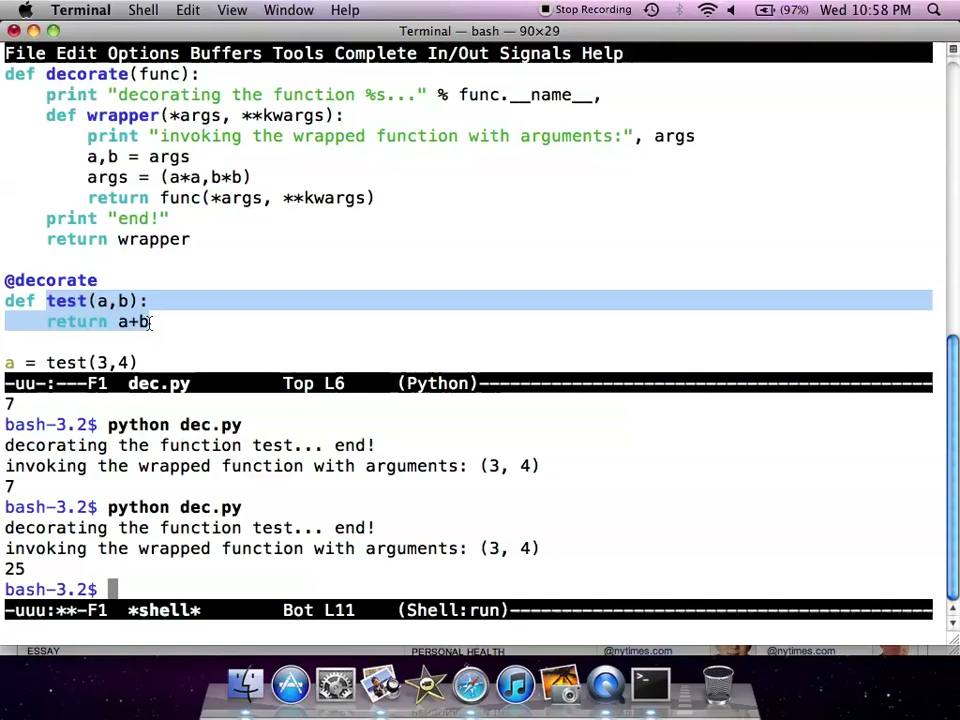 Terminal Shell Edit View Window Help Stop Recording (97%) Wed 10:58 PM
Terminal — bash — 90×29
File Edit Options Buffers Tools Complete In/Out Signals Help
def decorate(func):
    print "decorating the function %s..." % func.__name__,
    def wrapper(*args, **kwargs):
        print "invoking the wrapped function with arguments:", args
        a,b = args
        args = (a*a,b*b)
        return func(*args, **kwargs)
    print "end!"
    return wrapper
@decorate
def test(a,b):
    return a+b
a = test(3,4)
-uu-:---F1  dec.py         Top L6     (Python)--------------------------------------------
7
bash-3.2$ python dec.py
decorating the function test... end!
invoking the wrapped function with arguments: (3, 4)
7
bash-3.2$ python dec.py
decorating the function test... end!
invoking the wrapped function with arguments: (3, 4)
25
bash-3.2$
-uuu:**-F1  *shell*        Bot L11    (Shell:run)-----------------------------------------
ESSAY PERSONAL HEALTH @nytimes.com @nytimes.com